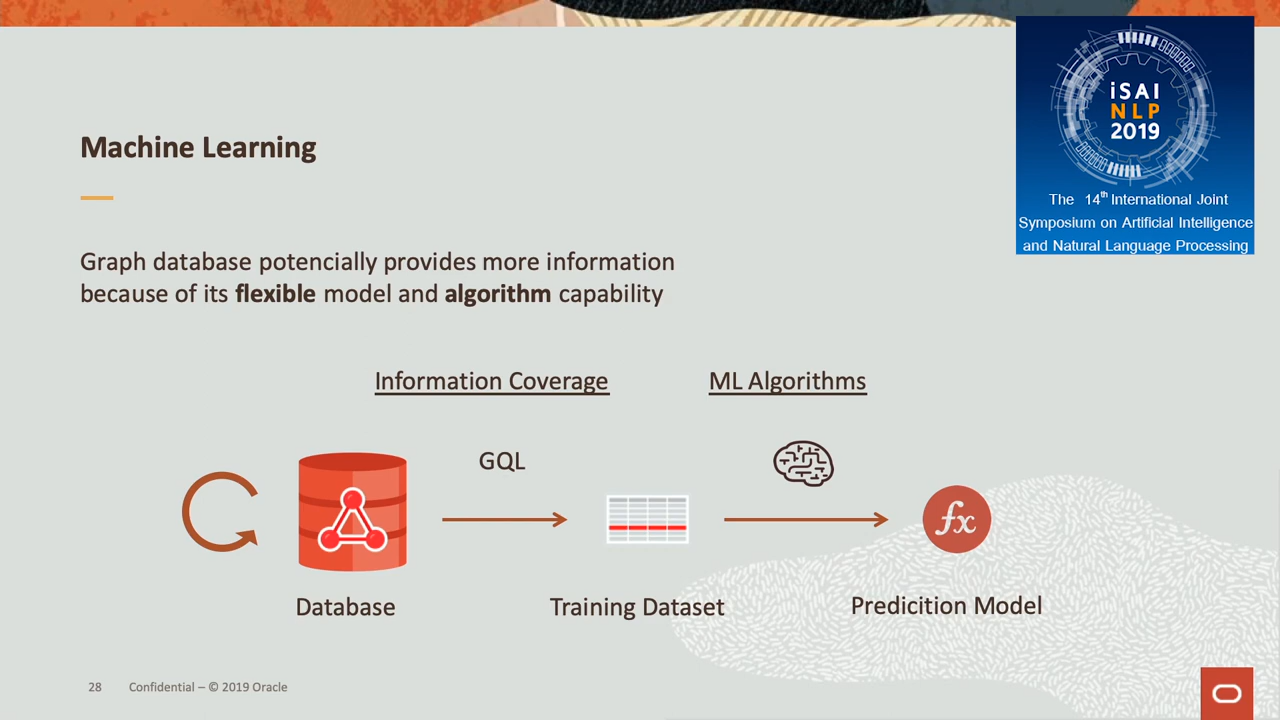 iSAI
NLP
2019
The 14th International Joint
Symposium on Artificial Intelligence
and Natural Language Processing
Machine Learning
Graph database potencially provides more information
because of its flexible model and algorithm capability
Information Coverage
ML Algorithms
GQL
fx
Database
Training Dataset
Predicition Model
28 Confidential – © 2019 Oracle